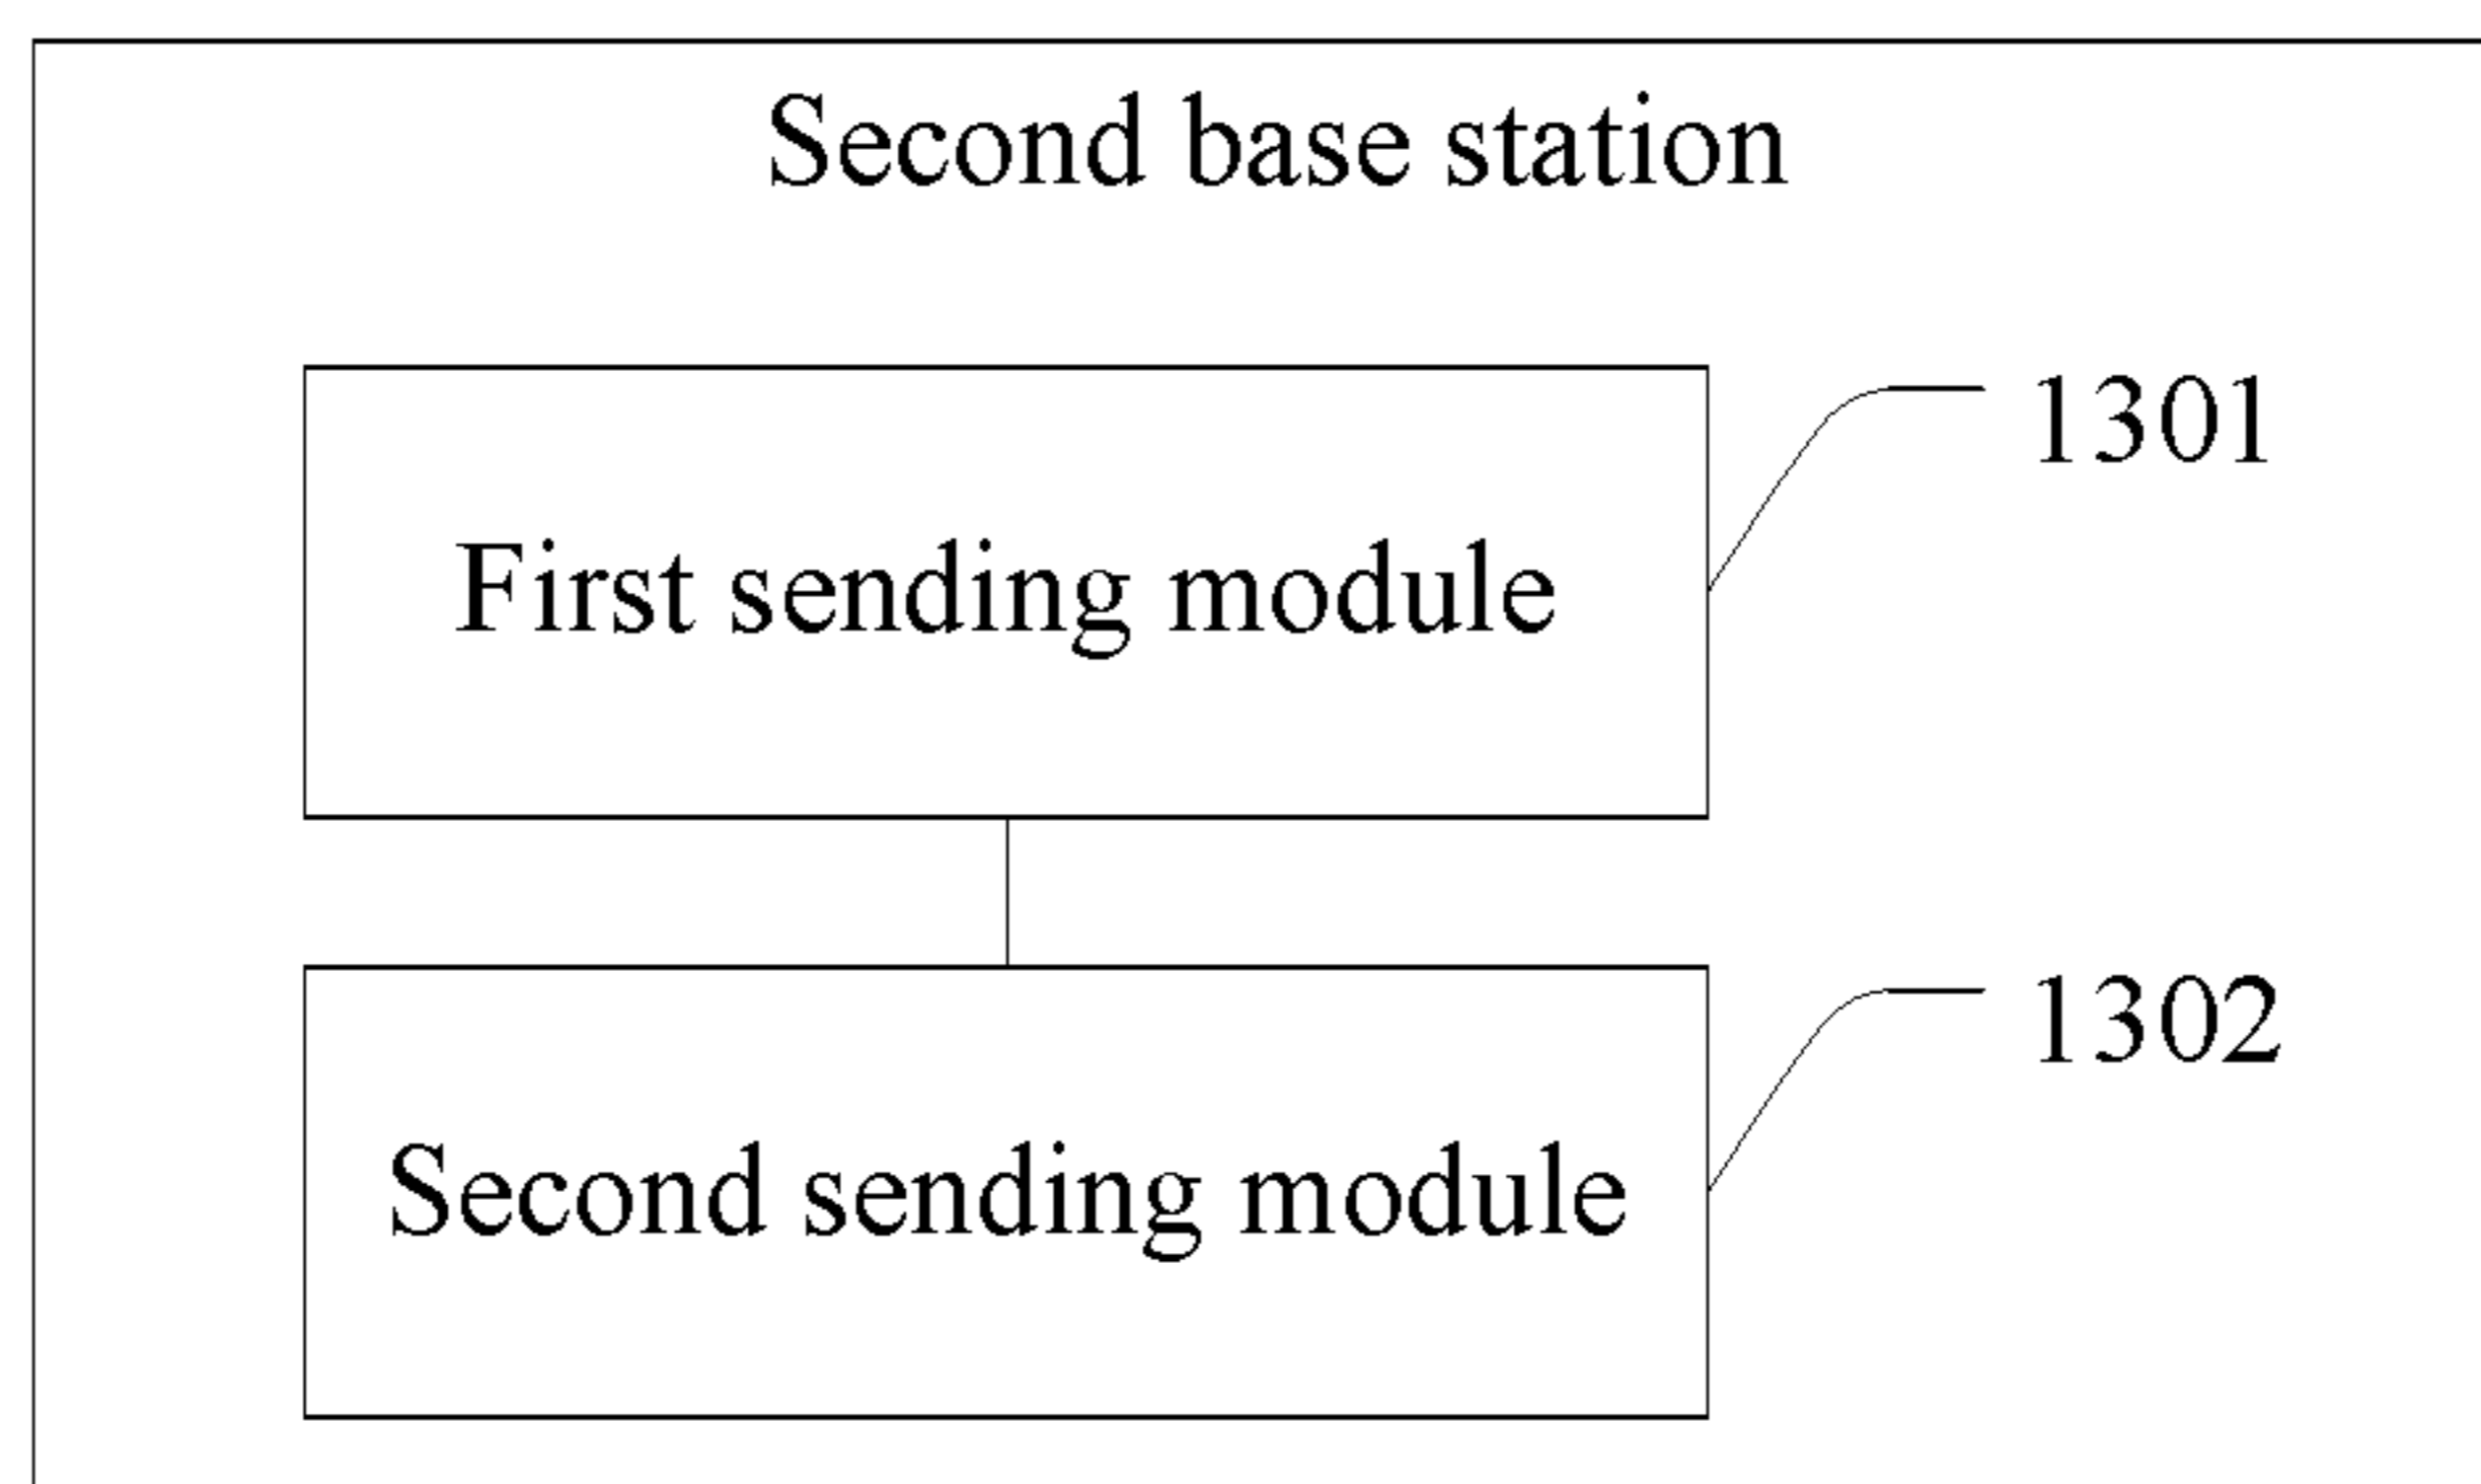 Second base station
1301
First sending module
1302
Second sending module